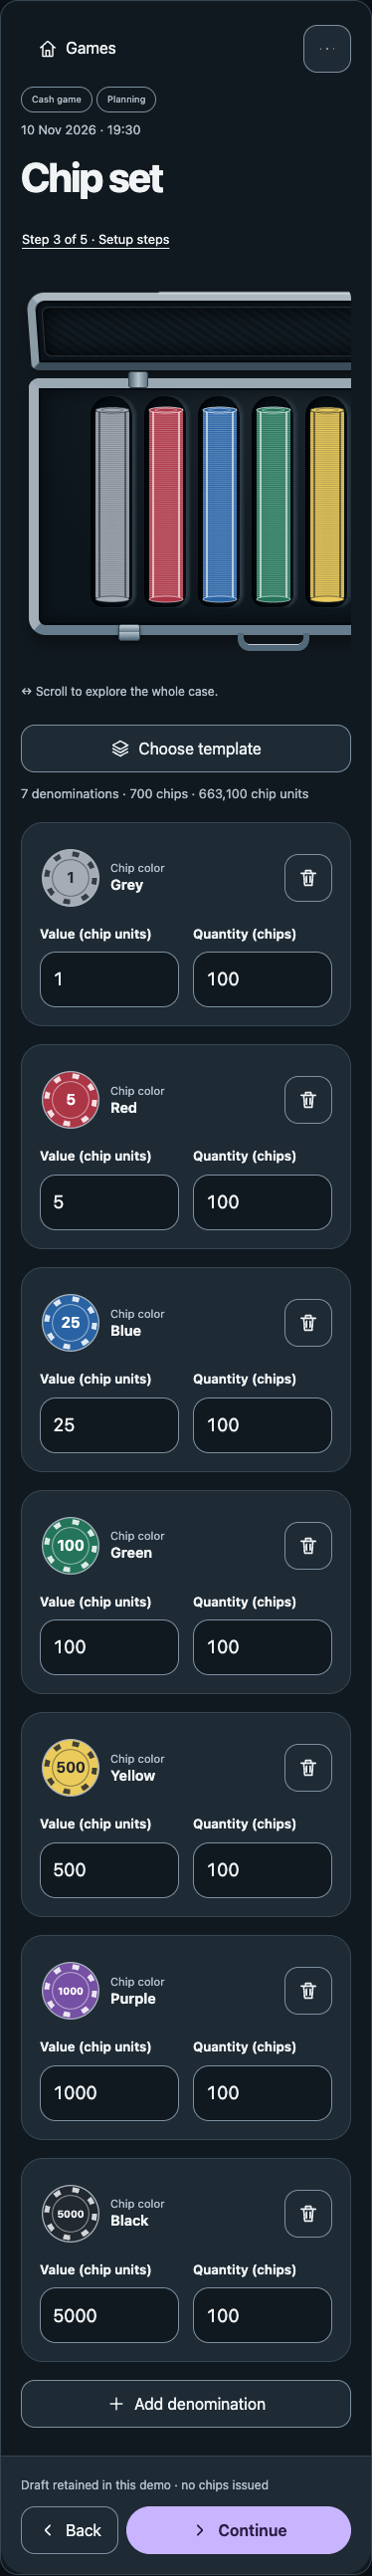 Games
Cash game Planning
10 Nov 2026 · 19:30
Chip set
Step 3 of 5 · Setup steps
↔ Scroll to explore the whole case.
Choose template
7 denominations · 700 chips · 663,100 chip units
1
Chip color
Grey
Value (chip units) Quantity (chips)
1 100
5
Chip color
Red
Value (chip units) Quantity (chips)
5 100
25
Chip color
Blue
Value (chip units) Quantity (chips)
25 100
100
Chip color
Green
Value (chip units) Quantity (chips)
100 100
500
Chip color
Yellow
Value (chip units) Quantity (chips)
500 100
1000
Chip color
Purple
Value (chip units) Quantity (chips)
1000 100
5000
Chip color
Black
Value (chip units) Quantity (chips)
5000 100
+ Add denomination
Draft retained in this demo · no chips issued
Back Continue